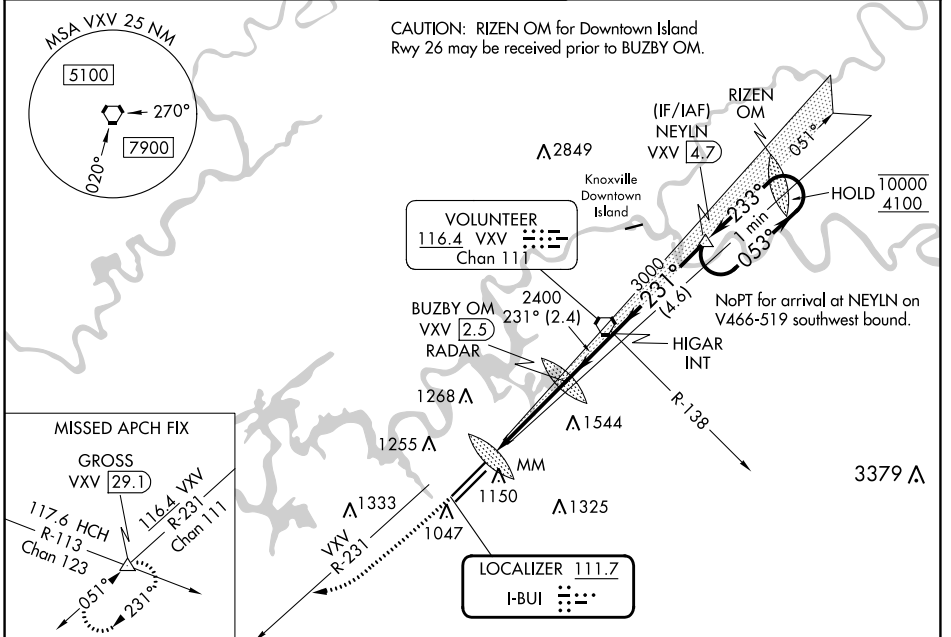 MSA VXV 25 NM
5100
270°
7900
020°
CAUTION: RIZEN OM for Downtown Island
Rwy 26 may be received prior to BUZBY OM.
RIZEN
OM
(IF/IAF)
NEYLN
VXV 4.7
051°
2849
Knoxville
Downtown
Island
HOLD 10000
4100
233°
1 min
053°
VOLUNTEER
116.4 VXV
Chan 111
3000
231°
(4.6)
NoPT for arrival at NEYLN on
V466-519 southwest bound.
2400
231° (2.4)
BUZBY OM
VXV 2.5
RADAR
HIGAR
INT
R-138
1268
1544
1255
MM
1150
3379
1333
1047
1325
VXV
R-231
LOCALIZER 111.7
I-BUI
MISSED APCH FIX
GROSS
VXV 29.1
116.4 VXV
R-231
Chan 111
117.6 HCH
R-113
Chan 123
051°
231°